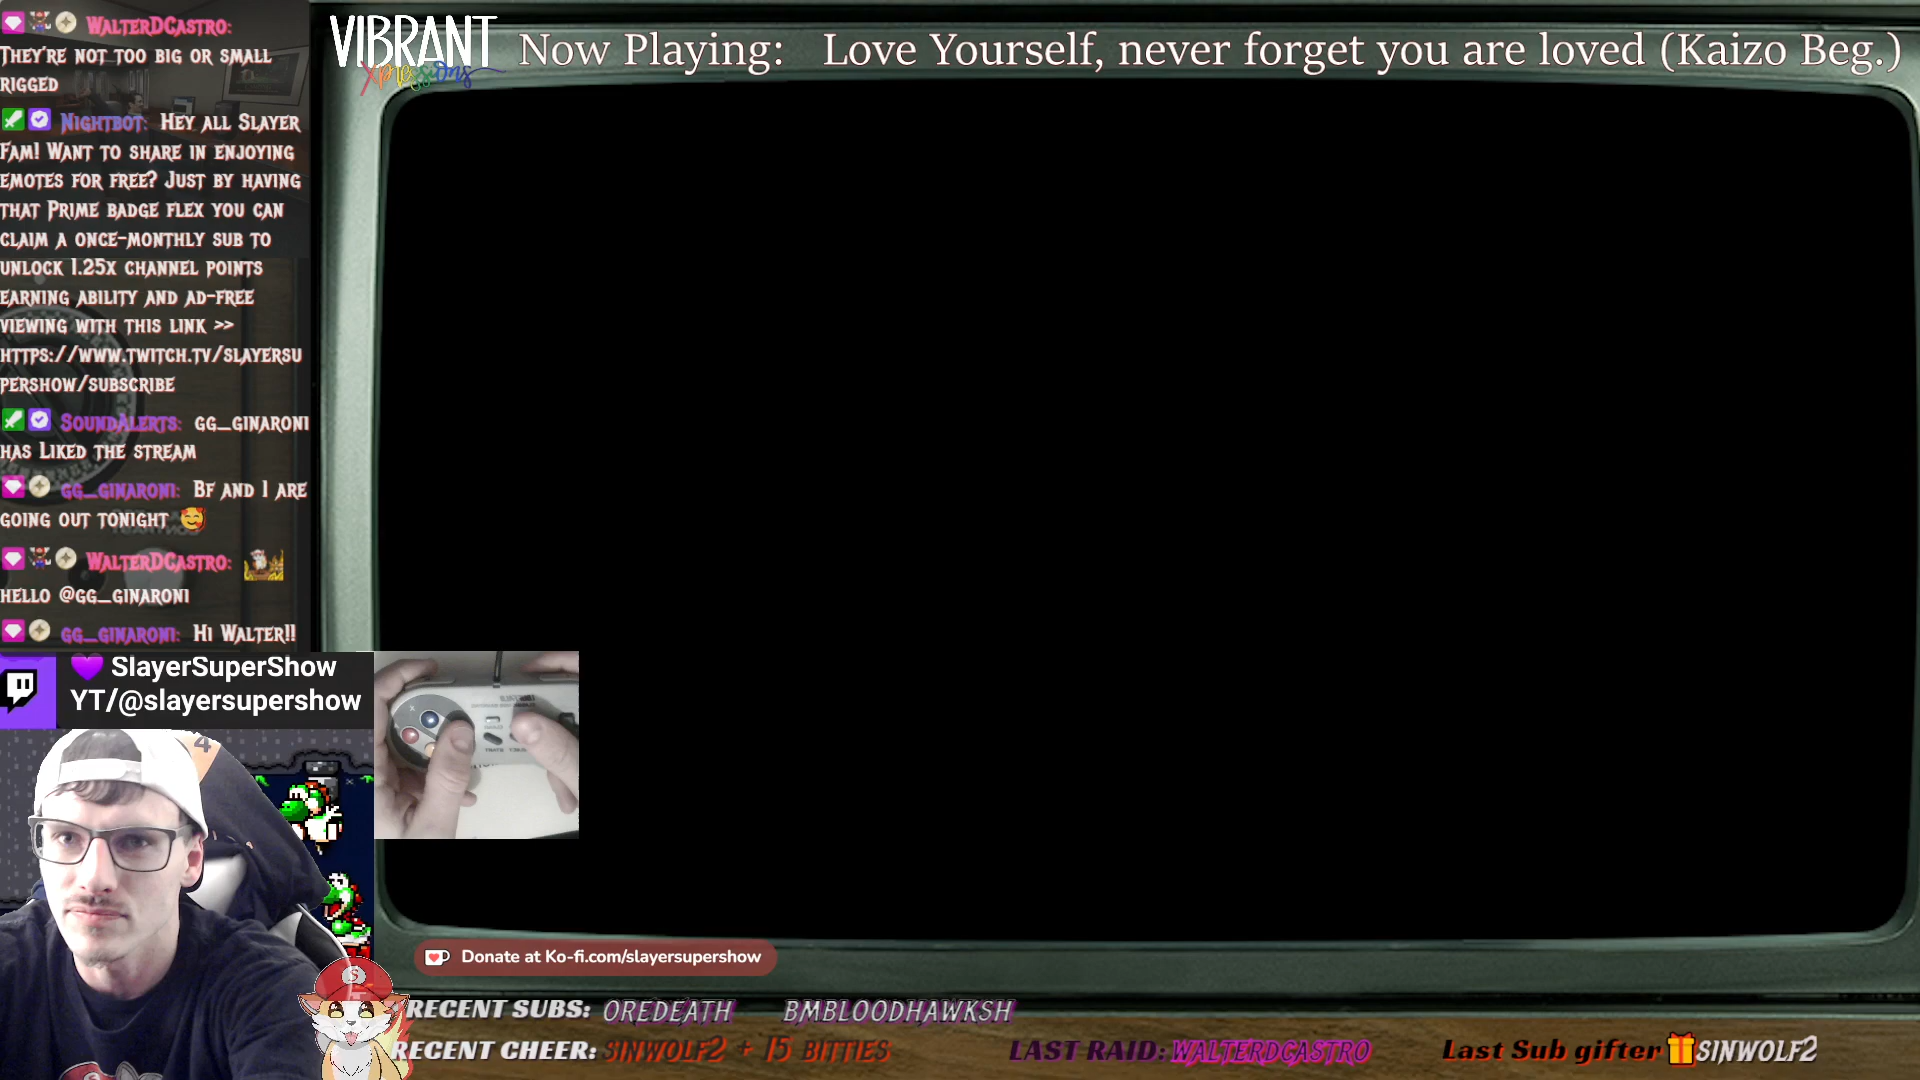 WalterDCastro:
They're not too big or small
rigged
Nightbot: Hey all Slayer
Fam! Want to share in enjoying
emotes for free? Just by having
that Prime badge flex you can
claim a once-monthly sub to
unlock 1.25x channel points
earning ability and ad-free
viewing with this link >>
https://www.twitch.tv/slayersu
pershow/subscribe
SoundAlerts: gg_ginaroni
has Liked the stream
gg_ginaroni: Bf and I are
going out tonight 🥰
WalterDCastro:
hello @gg_ginaroni
gg_ginaroni: Hi Walter!!
💜 SlayerSuperShow
YT/@slayersupershow
VIBRANT
Xpressions
Now Playing: Love Yourself, never forget you are loved (Kaizo Beg.)
4
X
S
Donate at Ko-fi.com/slayersupershow
RECENT SUBS: OREDEATH BMBLOODHAWKSH
RECENT CHEER: SINWOLF2 + 15 BITTIES
LAST RAID: WALTERDCASTRO
Last Sub gifter 🎁 SINWOLF2